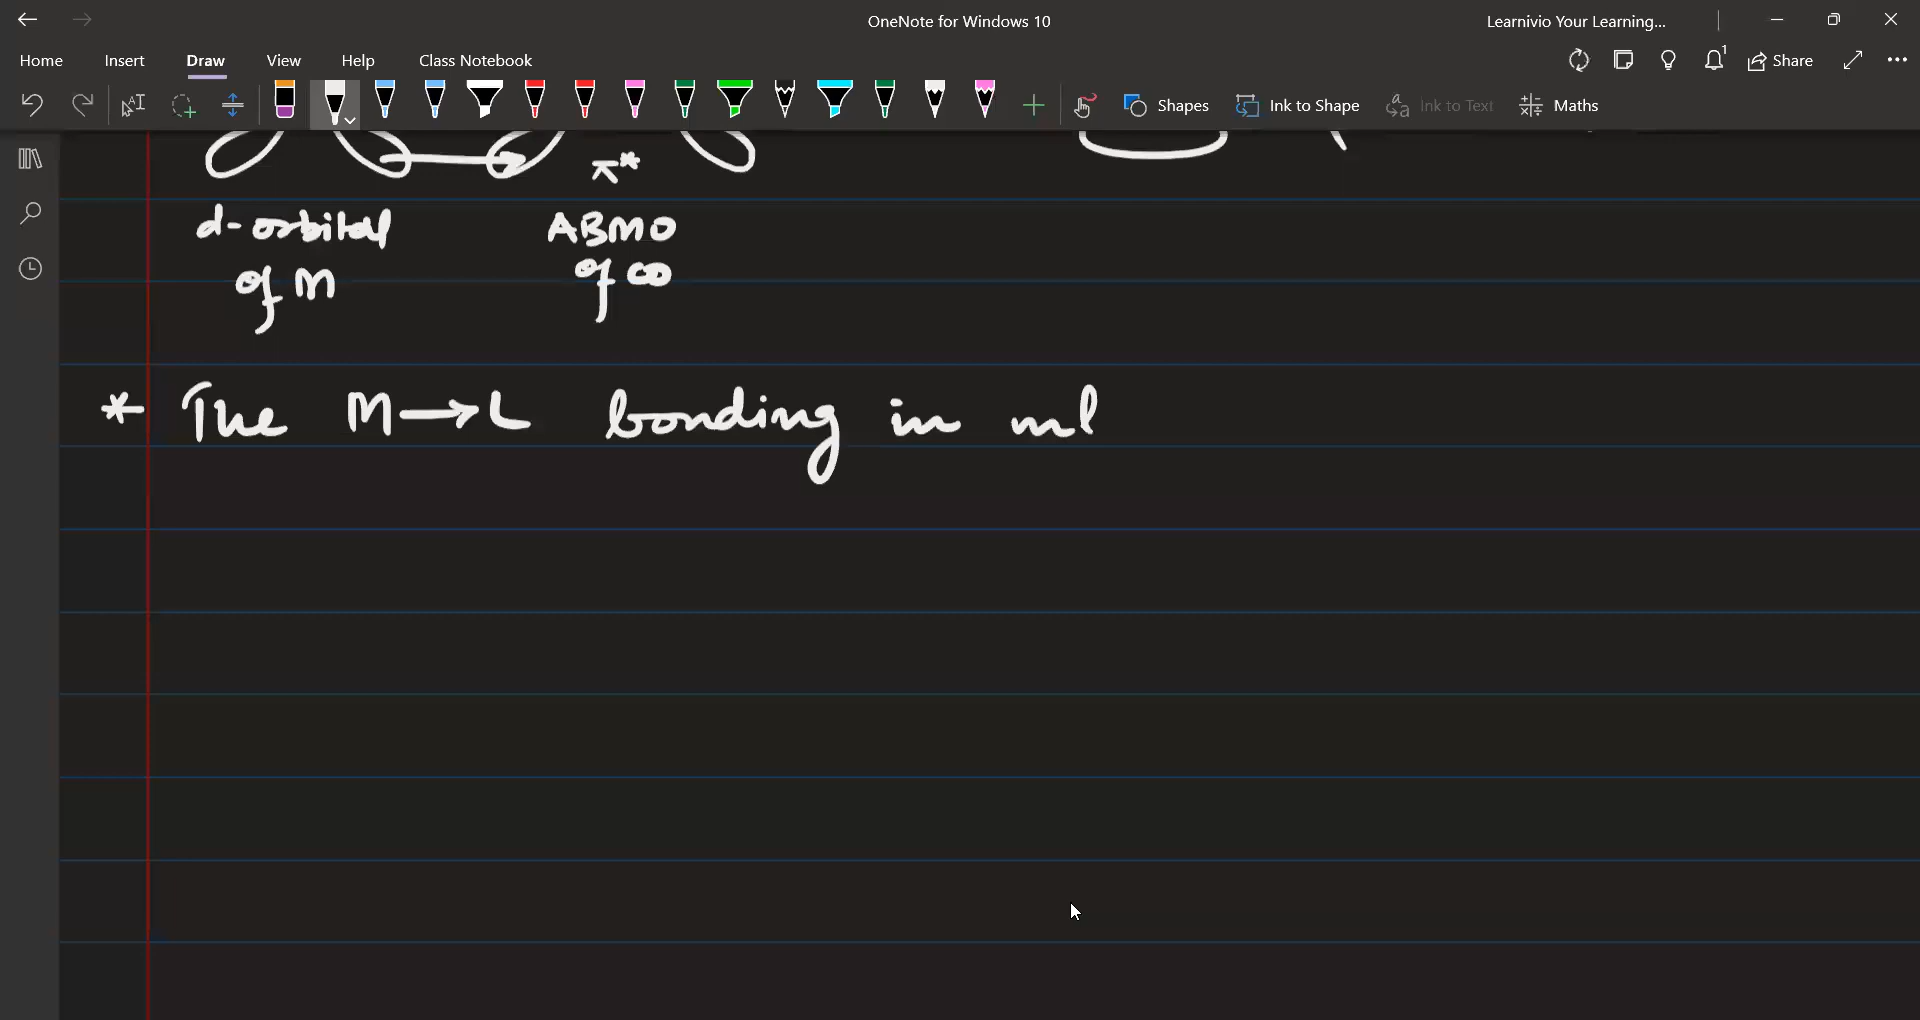 OneNote for Windows 10
Learnivio Your Learning...
Home Insert Draw View Help Class Notebook
1 Share
Shapes Ink to Shape Ink to Text Maths
π*
d-orbital ABMO
of M of CO
* The M→L bonding in ml